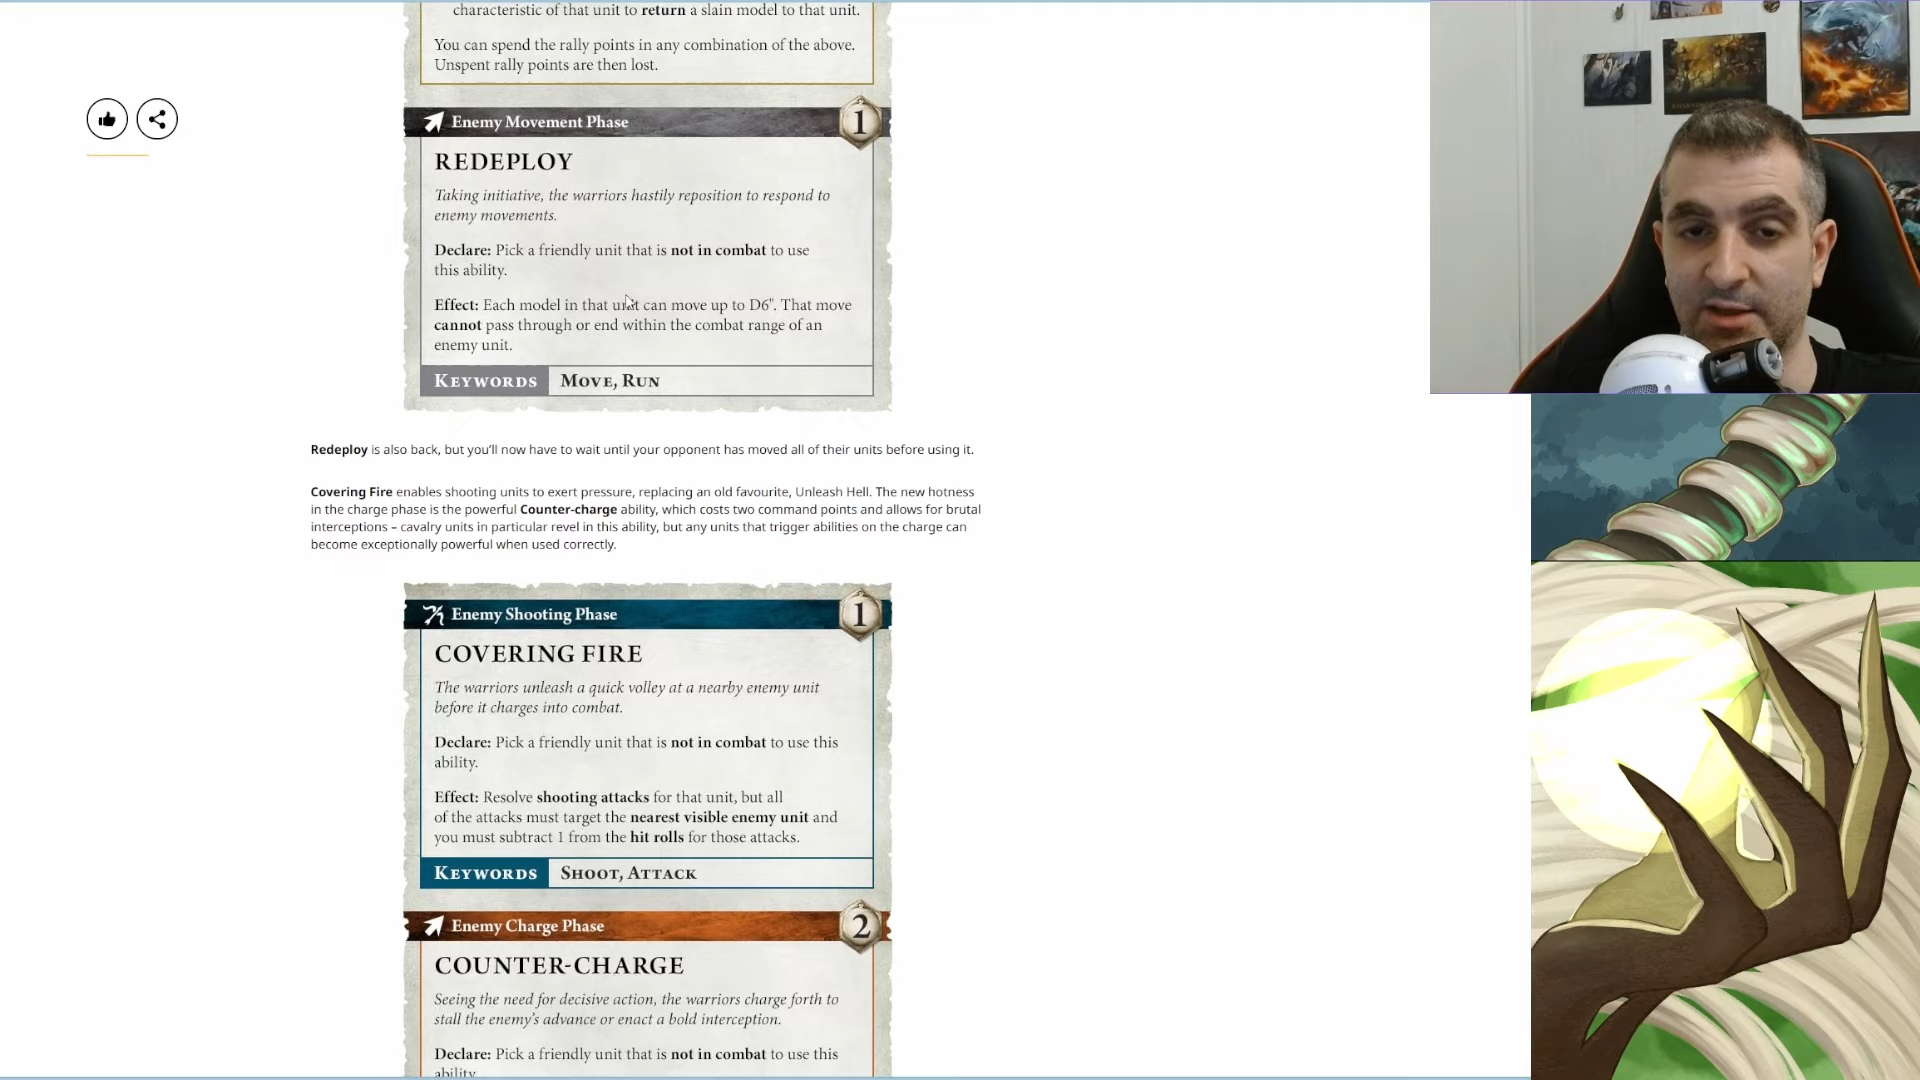 characteristic of that unit to return a slain model to that unit.
You can spend the rally points in any combination of the above.
Unspent rally points are then lost.
Enemy Movement Phase
1
REDEPLOY
Taking initiative, the warriors hastily reposition to respond to
enemy movements.
Declare: Pick a friendly unit that is not in combat to use
this ability.
Effect: Each model in that unit can move up to D6". That move
cannot pass through or end within the combat range of an
enemy unit.
KEYWORDS MOVE, RUN
Redeploy is also back, but you’ll now have to wait until your opponent has moved all of their units before using it.
Covering Fire enables shooting units to exert pressure, replacing an old favourite, Unleash Hell. The new hotness
in the charge phase is the powerful Counter-charge ability, which costs two command points and allows for brutal
interceptions – cavalry units in particular revel in this ability, but any units that trigger abilities on the charge can
become exceptionally powerful when used correctly.
Enemy Shooting Phase
1
COVERING FIRE
The warriors unleash a quick volley at a nearby enemy unit
before it charges into combat.
Declare: Pick a friendly unit that is not in combat to use this
ability.
Effect: Resolve shooting attacks for that unit, but all
of the attacks must target the nearest visible enemy unit and
you must subtract 1 from the hit rolls for those attacks.
KEYWORDS SHOOT, ATTACK
Enemy Charge Phase
2
COUNTER-CHARGE
Seeing the need for decisive action, the warriors charge forth to
stall the enemy’s advance or enact a bold interception.
Declare: Pick a friendly unit that is not in combat to use this
ability.